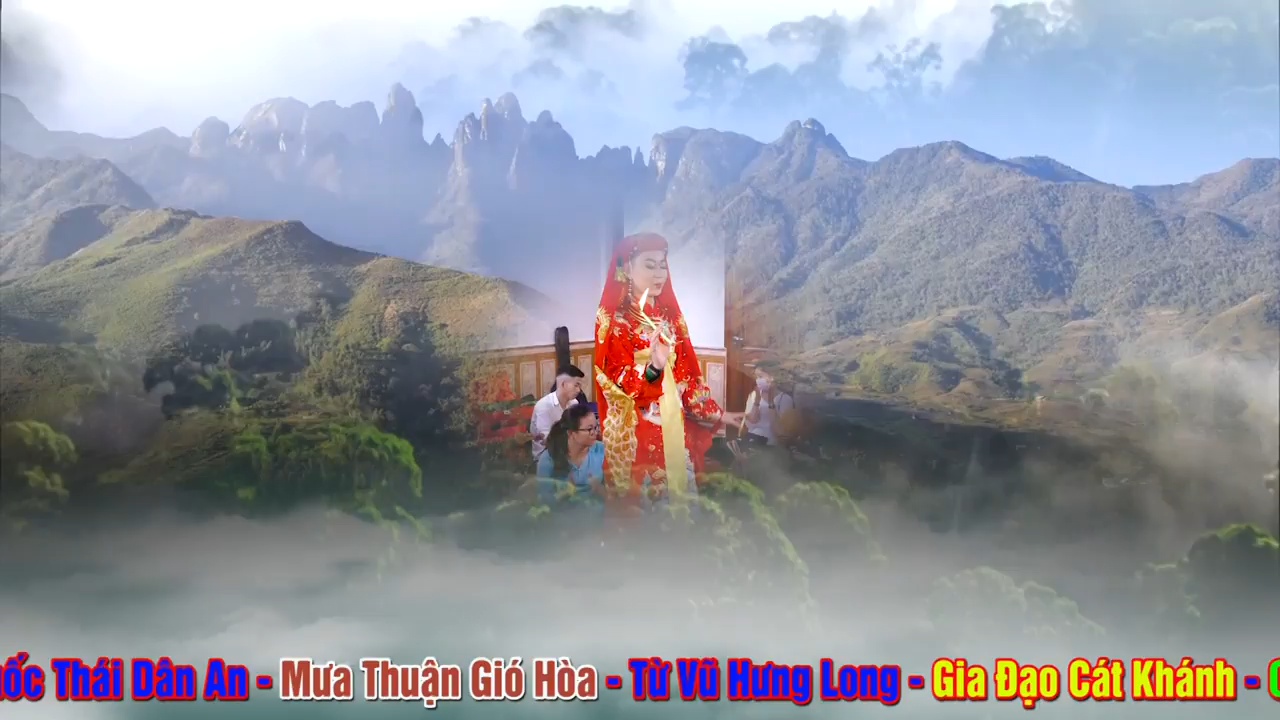 Thái Dân An - Mưa Thuận Gió Hòa - Từ Vũ Hưng Long - Gia Đạo Cát Khánh -